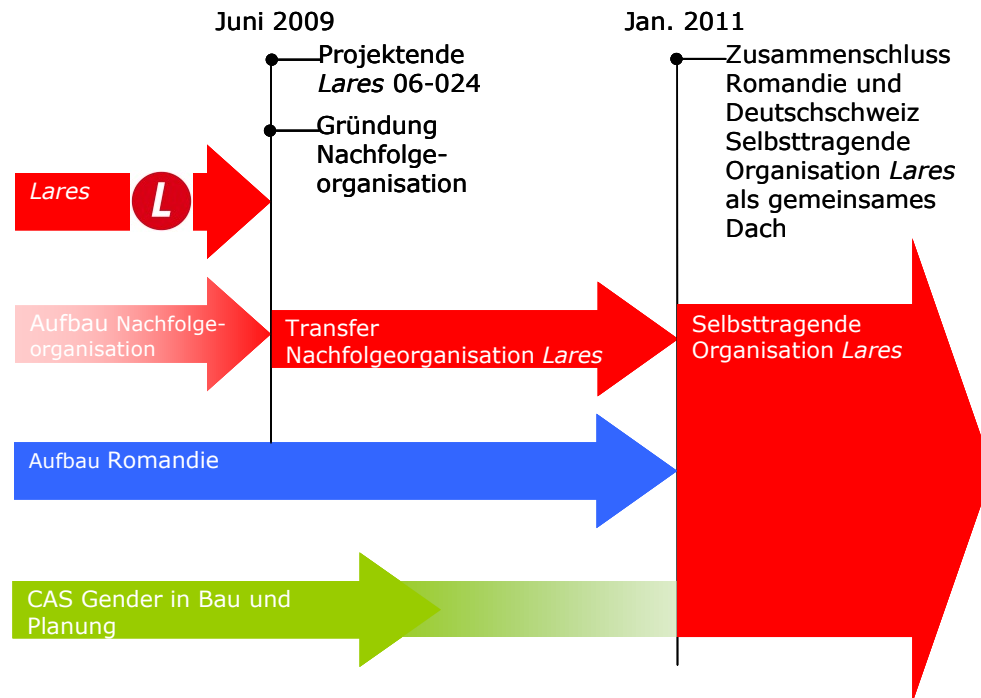 Juni 2009
Projektende
Lares 06-024
Gründung
Nachfolge-
organisation
Jan. 2011
Zusammenschluss
Romandie und
Deutschschweiz
Selbsttragende
Organisation Lares
als gemeinsames
Dach
Lares
L
Aufbau Nachfolge-
organisation
Transfer
Nachfolgeorganisation Lares
Selbsttragende
Organisation Lares
Aufbau Romandie
CAS Gender in Bau und
Planung